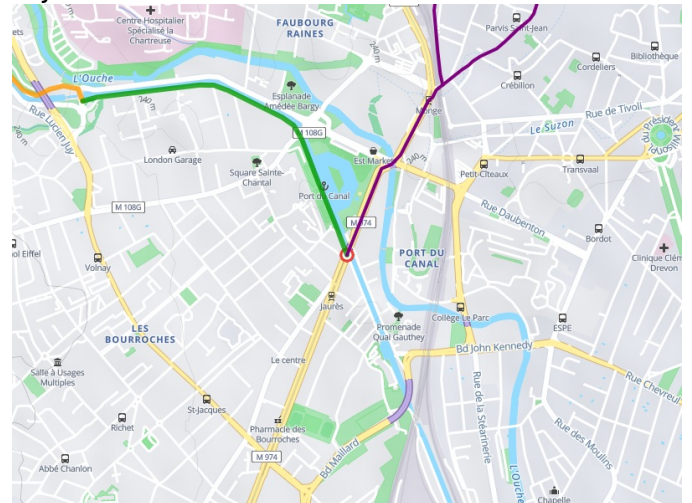 Centre Hospitalier
Spécialisé la
Chartreuse
FAUBOURG
RAINES
240 m
Parvis Saint-Jean
Cordeliers
Bibliothèque
L'Ouche
Crébillon
Esplanade
Amédée Bargy
240 m
Monge
Rue de Tivoli
Rue Lucien Juy
M 108G
Le Suzon
London Garage
Est Market
240 m
Petit-Cîteaux
Transvaal
Square Sainte-
Chantal
Port du Canal
M 108G
M 974
Rue Daubenton
Bordot
Volnay
PORT DU
CANAL
Clinique Clém
Drevon
Jaurès
Promenade
Quai Gauthey
Collège Le Parc
ESPE
LES
BOURROCHES
Bd John Kennedy
Le centre
Salle à Usages
Multiples
Rue de la Stéarinerie
Rue Chevreul
St-Jacques
Richet
Pharmacie des
Bourroches
Rue des Moulins
M 974
Bd Maillard
Abbé Chanlon
L'Ouche
Chapelle